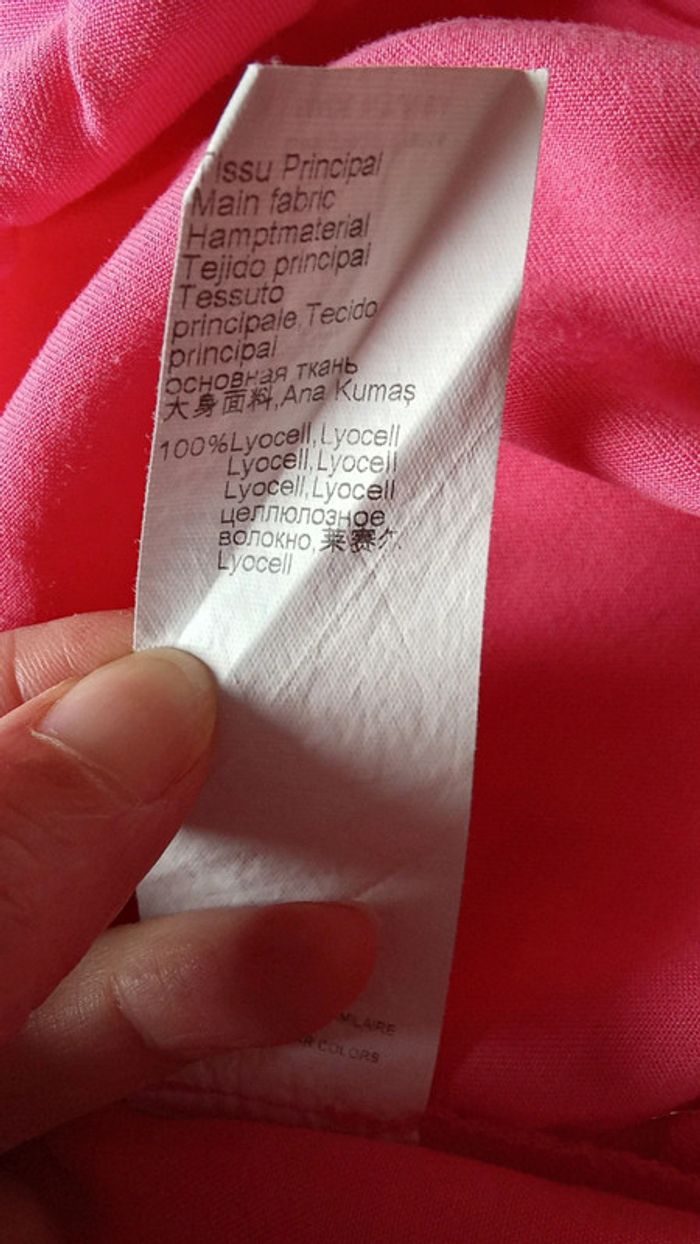 Tissu Principal
Main fabric
Hamptmaterial
Tejido principal
Tessuto
principale,Tecido
principal
основная ткань
大身面料,Ana Kumaş
100%Lyocell,Lyocell
Lyocell,Lyocell
Lyocell,Lyocell
целлюлозное
волокно,莱赛尔
Lyocell
COLORS